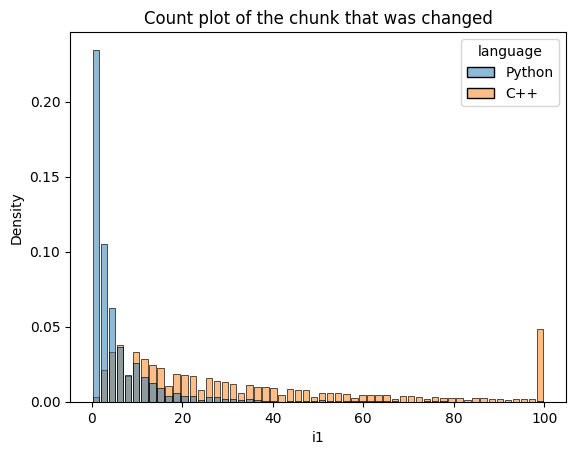 Count plot of the chunk that was changed
language
Python
C++
0.20
0.15
0.10
0.05
0.00
Density
0 20 40 60 80 100
i1